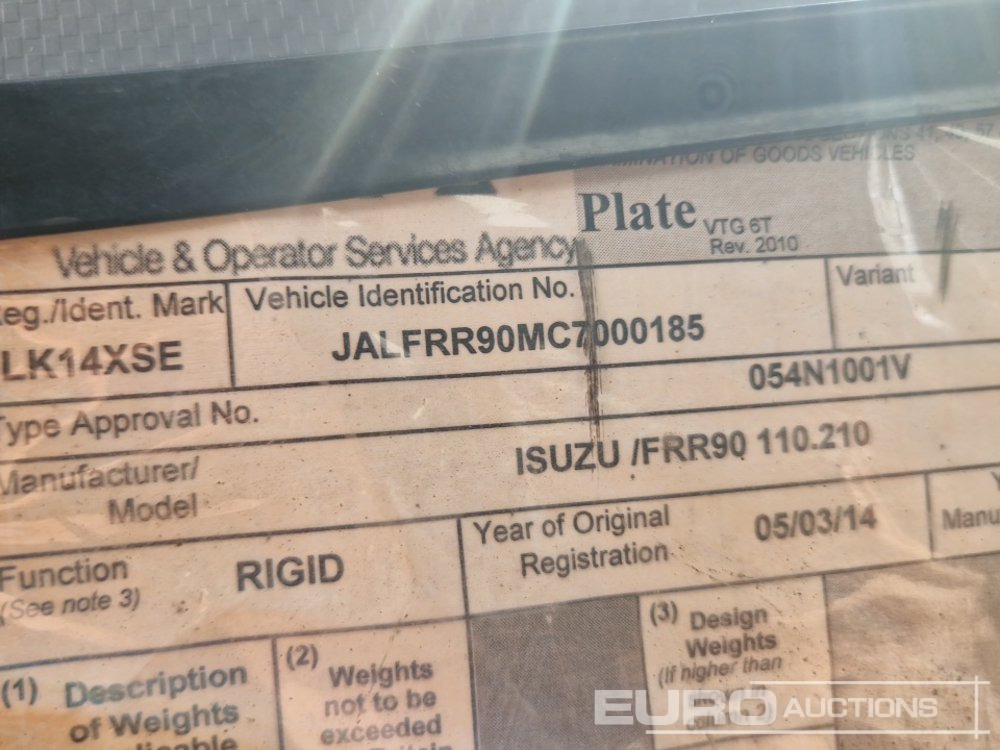 OF GOODS VEHICLES
Plate VTG 6T
Rev. 2010
Vehicle & Operator Services Agency
Reg./Ident. Mark
LK14XSE
Vehicle Identification No.
JALFRR90MC7000185
Variant
Type Approval No.
054N1001V
Manufacturer/
Model
ISUZU /FRR90 110.210
Function
(See note 3)
RIGID
Year of Original
Registration
05/03/14
Manu
(1) Description
of Weights
(2) Weights
not to be
exceeded
(3) Design
Weights
(If higher than
EURO AUCTIONS